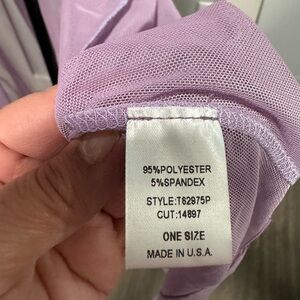 95%POLYESTER
5%SPANDEX
STYLE:T62975P
CUT:14897
ONE SIZE
MADE IN U.S.A.